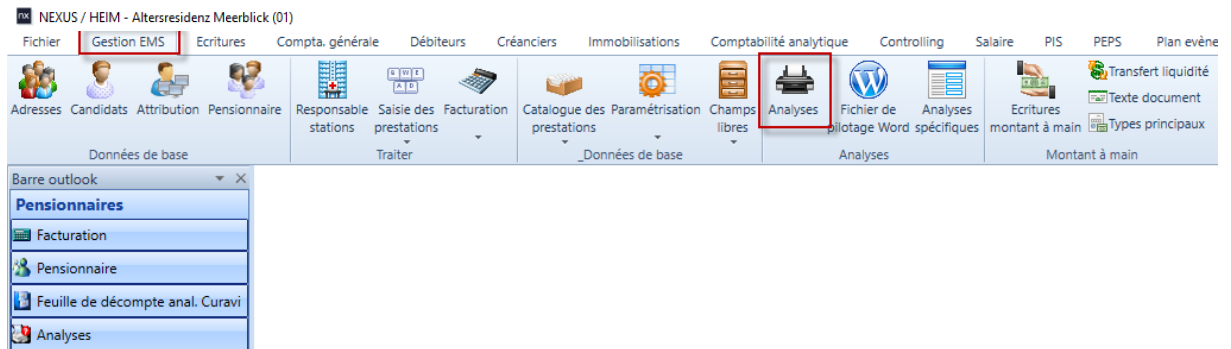 nx NEXUS / HEIM - Altersresidenz Meerblick (01)
Fichier Gestion EMS Ecritures Compta. générale Débiteurs Créanciers Immobilisations Comptabilité analytique Controlling Salaire PIS PEPS Plan evène
Adresses Candidats Attribution Pensionnaire Responsable stations Saisie des prestations Facturation Catalogue des prestations Paramétrisation Champs libres Analyses Fichier de pilotage Word Analyses spécifiques Ecritures montant à main Transfert liquidité
Texte document
Types principaux
Données de base Traiter _Données de base Analyses Montant à main
Barre outlook
Pensionnaires
Facturation
Pensionnaire
Feuille de décompte anal. Curavi
Analyses